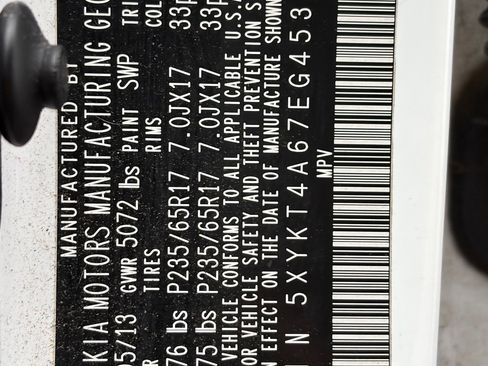 MANUFACTURED BY
KIA MOTORS MANUFACTURING GEO
05/13 GVWR 5072 lbs PAINT SWP TRI
TIRES RIMS COL
76 lbs P235/65R17 7.0JX17 33p
75 lbs P235/65R17 7.0JX17 33p
VEHICLE CONFORMS TO ALL APPLICABLE U.S.A
OR VEHICLE SAFETY AND THEFT PREVENTION S
N EFFECT ON THE DATE OF MANUFACTURE SHOWN
N 5XYKT4A67EG453
MPV